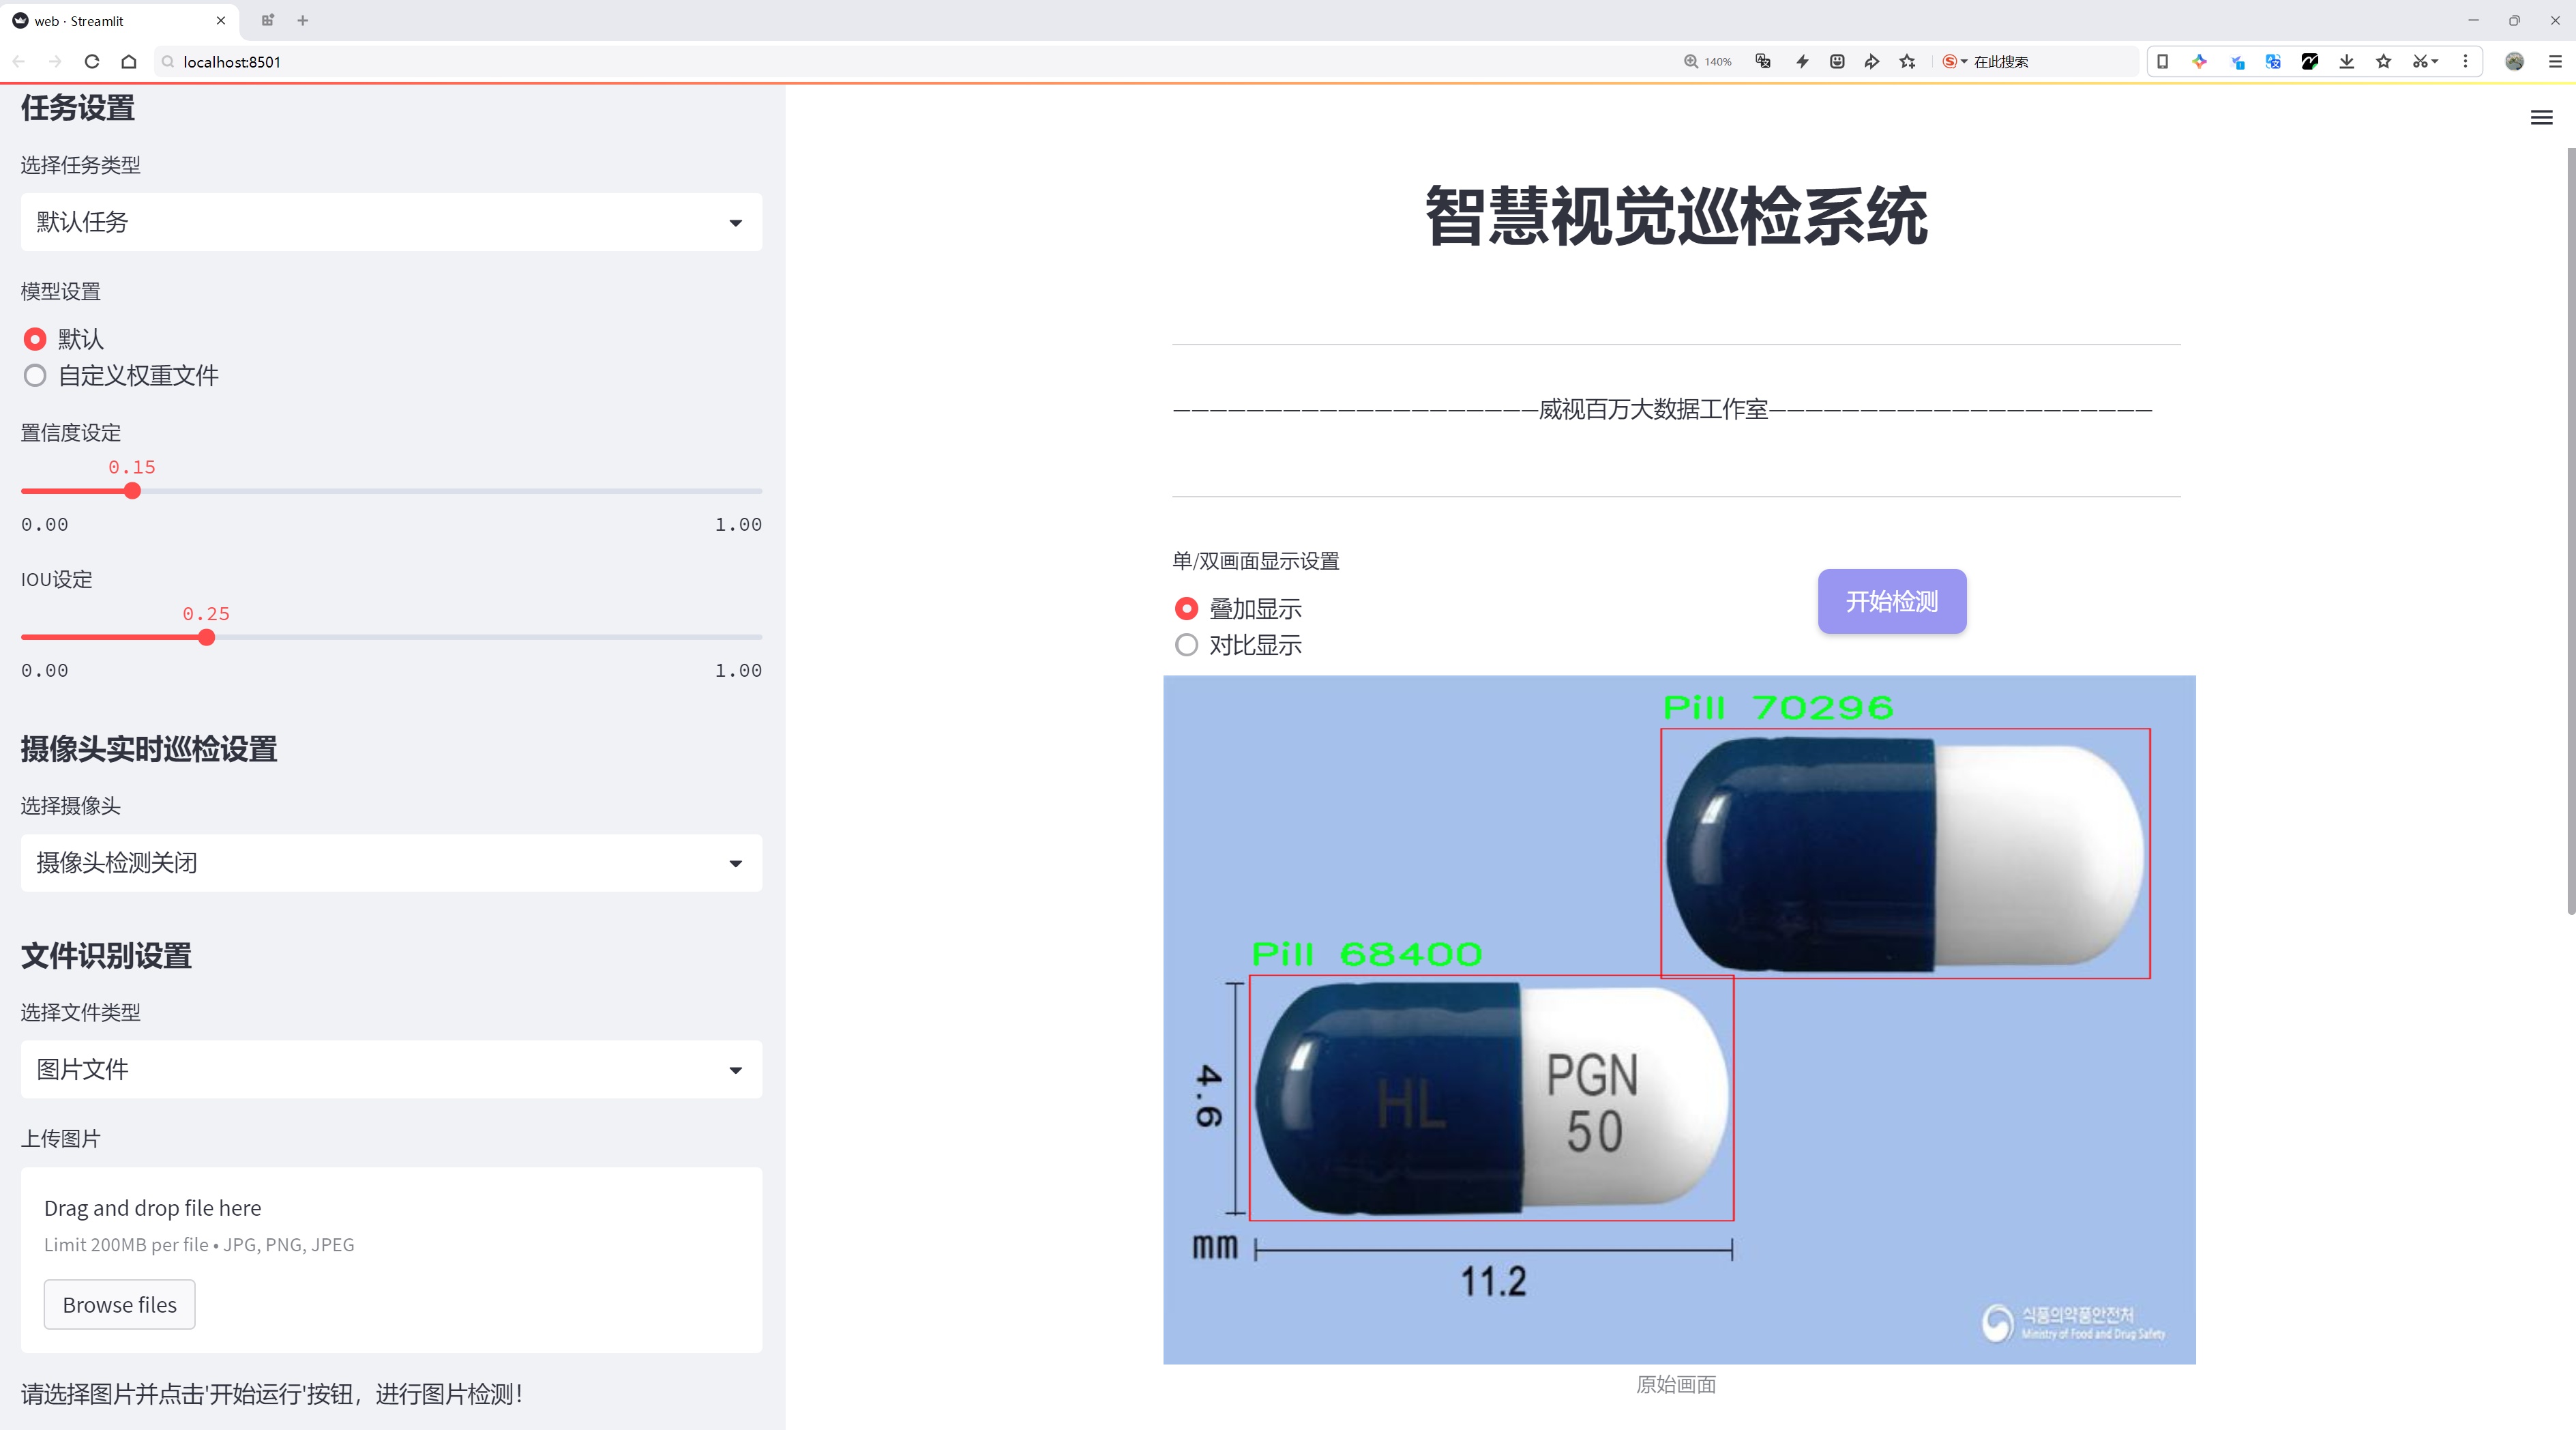 web · Streamlit
localhost:8501
140%
在此搜索
任务设置
选择任务类型
默认任务
模型设置
默认
自定义权重文件
置信度设定
0.15
0.00 1.00
IOU设定
0.25
0.00 1.00
摄像头实时巡检设置
选择摄像头
摄像头检测关闭
文件识别设置
选择文件类型
图片文件
上传图片
Drag and drop file here
Limit 200MB per file • JPG, PNG, JPEG
Browse files
请选择图片并点击'开始运行'按钮，进行图片检测！
智慧视觉巡检系统
————————————————————威视百万大数据工作室—————————————————————
单/双画面显示设置
叠加显示
对比显示
开始检测
Pill 70296
Pill 68400
HL
PGN
50
4.6
mm
11.2
식품의약품안전처
Ministry of Food and Drug Safety
原始画面